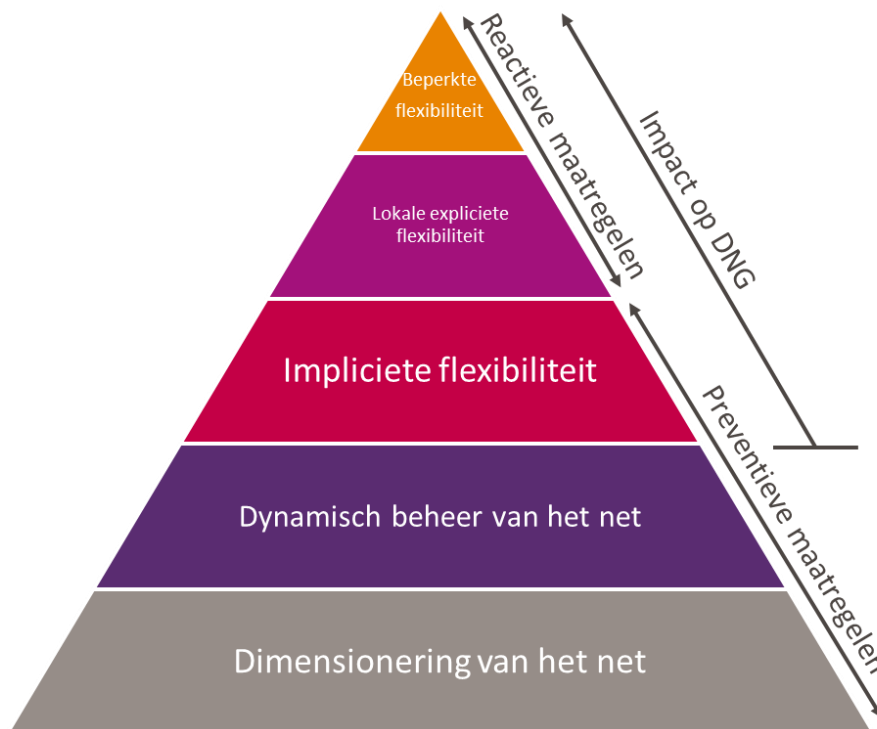 Beperkte
flexibiliteit
Lokale expliciete
flexibiliteit
Impliciete flexibiliteit
Dynamisch beheer van het net
Dimensionering van het net
Reactieve maatregelen
Impact op DNG
Preventieve maatregelen